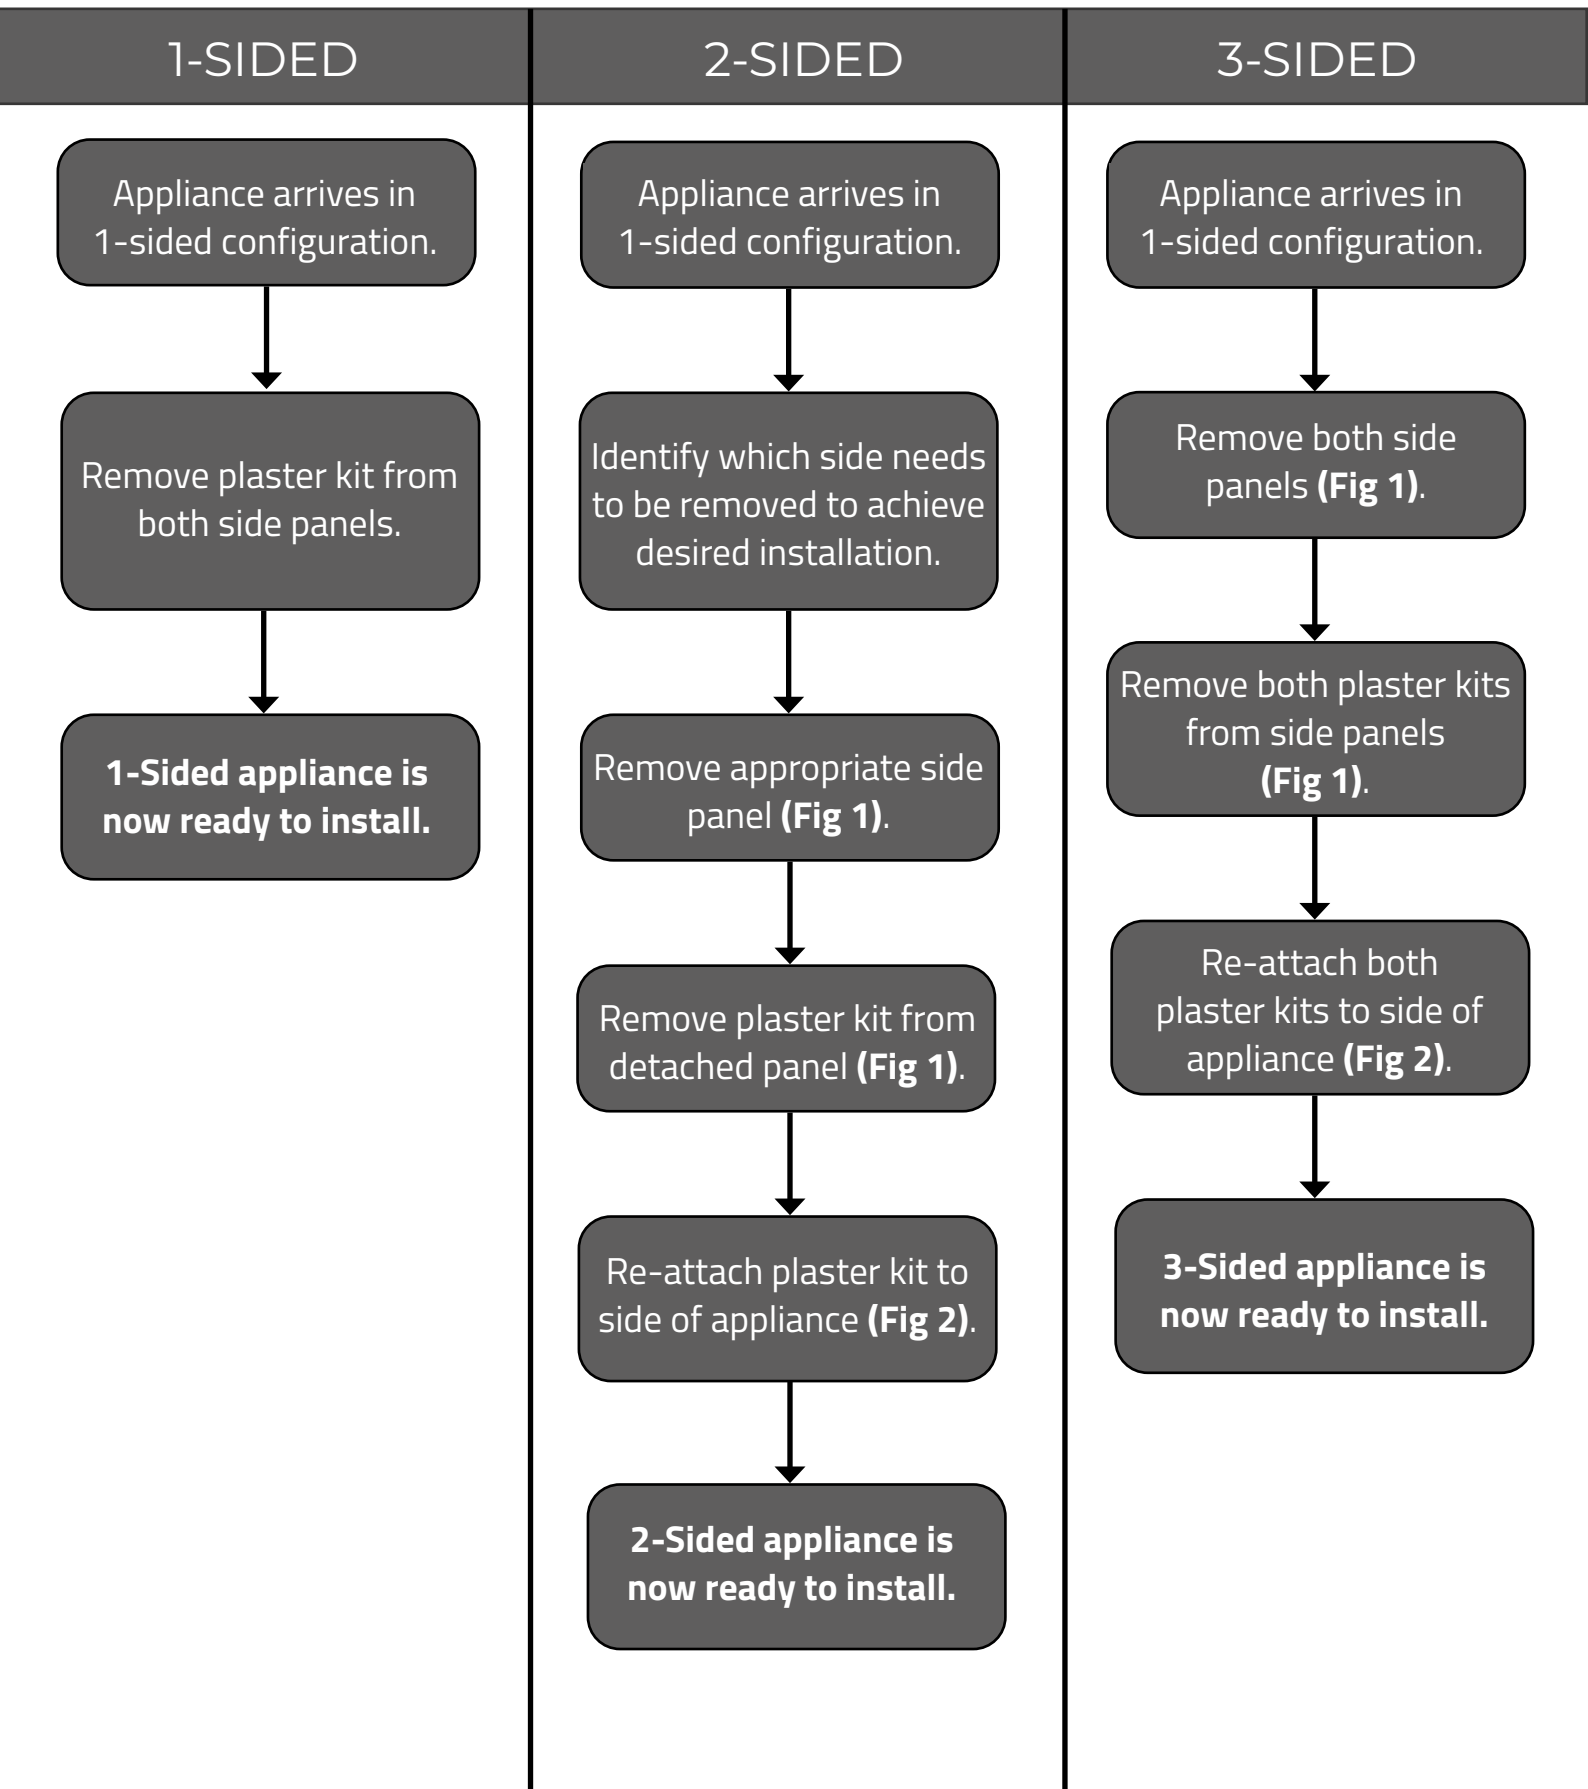 1-SIDED
Appliance arrives in
1-sided configuration.
Remove plaster kit from
both side panels.
1-Sided appliance is
now ready to install.
2-SIDED
Appliance arrives in
1-sided configuration.
Identify which side needs
to be removed to achieve
desired installation.
Remove appropriate side
panel (Fig 1).
Remove plaster kit from
detached panel (Fig 1).
Re-attach plaster kit to
side of appliance (Fig 2).
2-Sided appliance is
now ready to install.
3-SIDED
Appliance arrives in
1-sided configuration.
Remove both side
panels (Fig 1).
Remove both plaster kits
from side panels
(Fig 1).
Re-attach both
plaster kits to side of
appliance (Fig 2).
3-Sided appliance is
now ready to install.